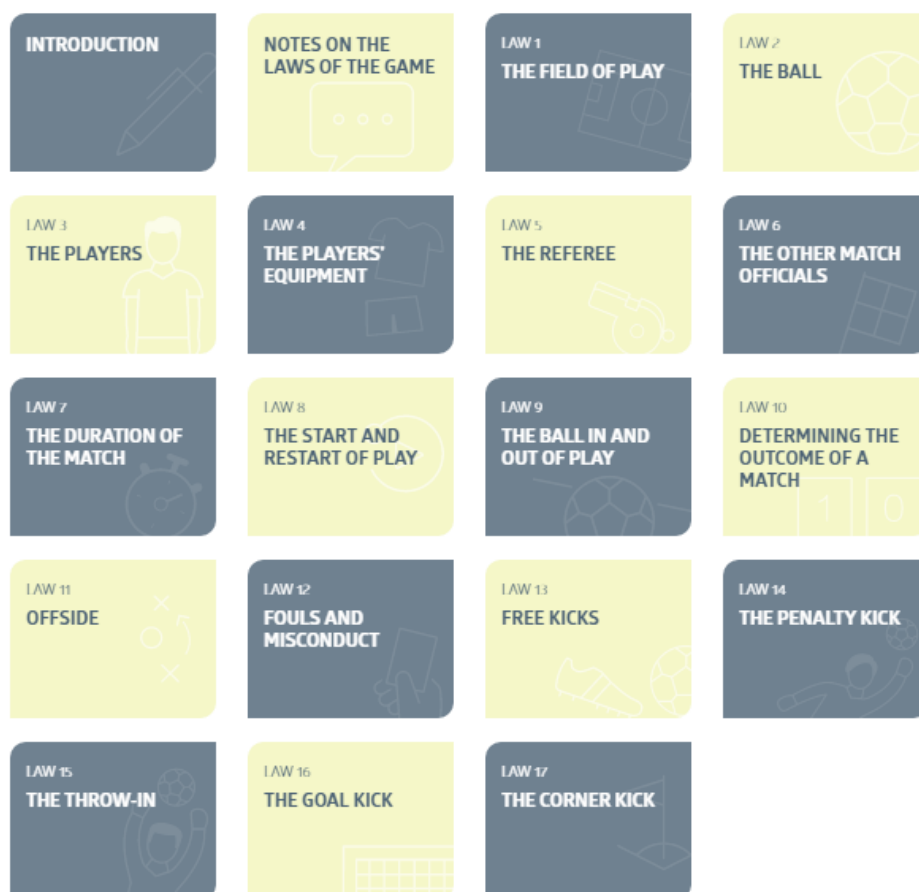 INTRODUCTION
NOTES ON THE
LAWS OF THE GAME
LAW 1
THE FIELD OF PLAY
LAW 2
THE BALL
LAW 3
THE PLAYERS
LAW 4
THE PLAYERS'
EQUIPMENT
LAW 5
THE REFEREE
LAW 6
THE OTHER MATCH
OFFICIALS
LAW 7
THE DURATION OF
THE MATCH
LAW 8
THE START AND
RESTART OF PLAY
LAW 9
THE BALL IN AND
OUT OF PLAY
LAW 10
DETERMINING THE
OUTCOME OF A
MATCH
1 0
LAW 11
OFFSIDE
LAW 12
FOULS AND
MISCONDUCT
LAW 13
FREE KICKS
LAW 14
THE PENALTY KICK
LAW 15
THE THROW-IN
LAW 16
THE GOAL KICK
LAW 17
THE CORNER KICK